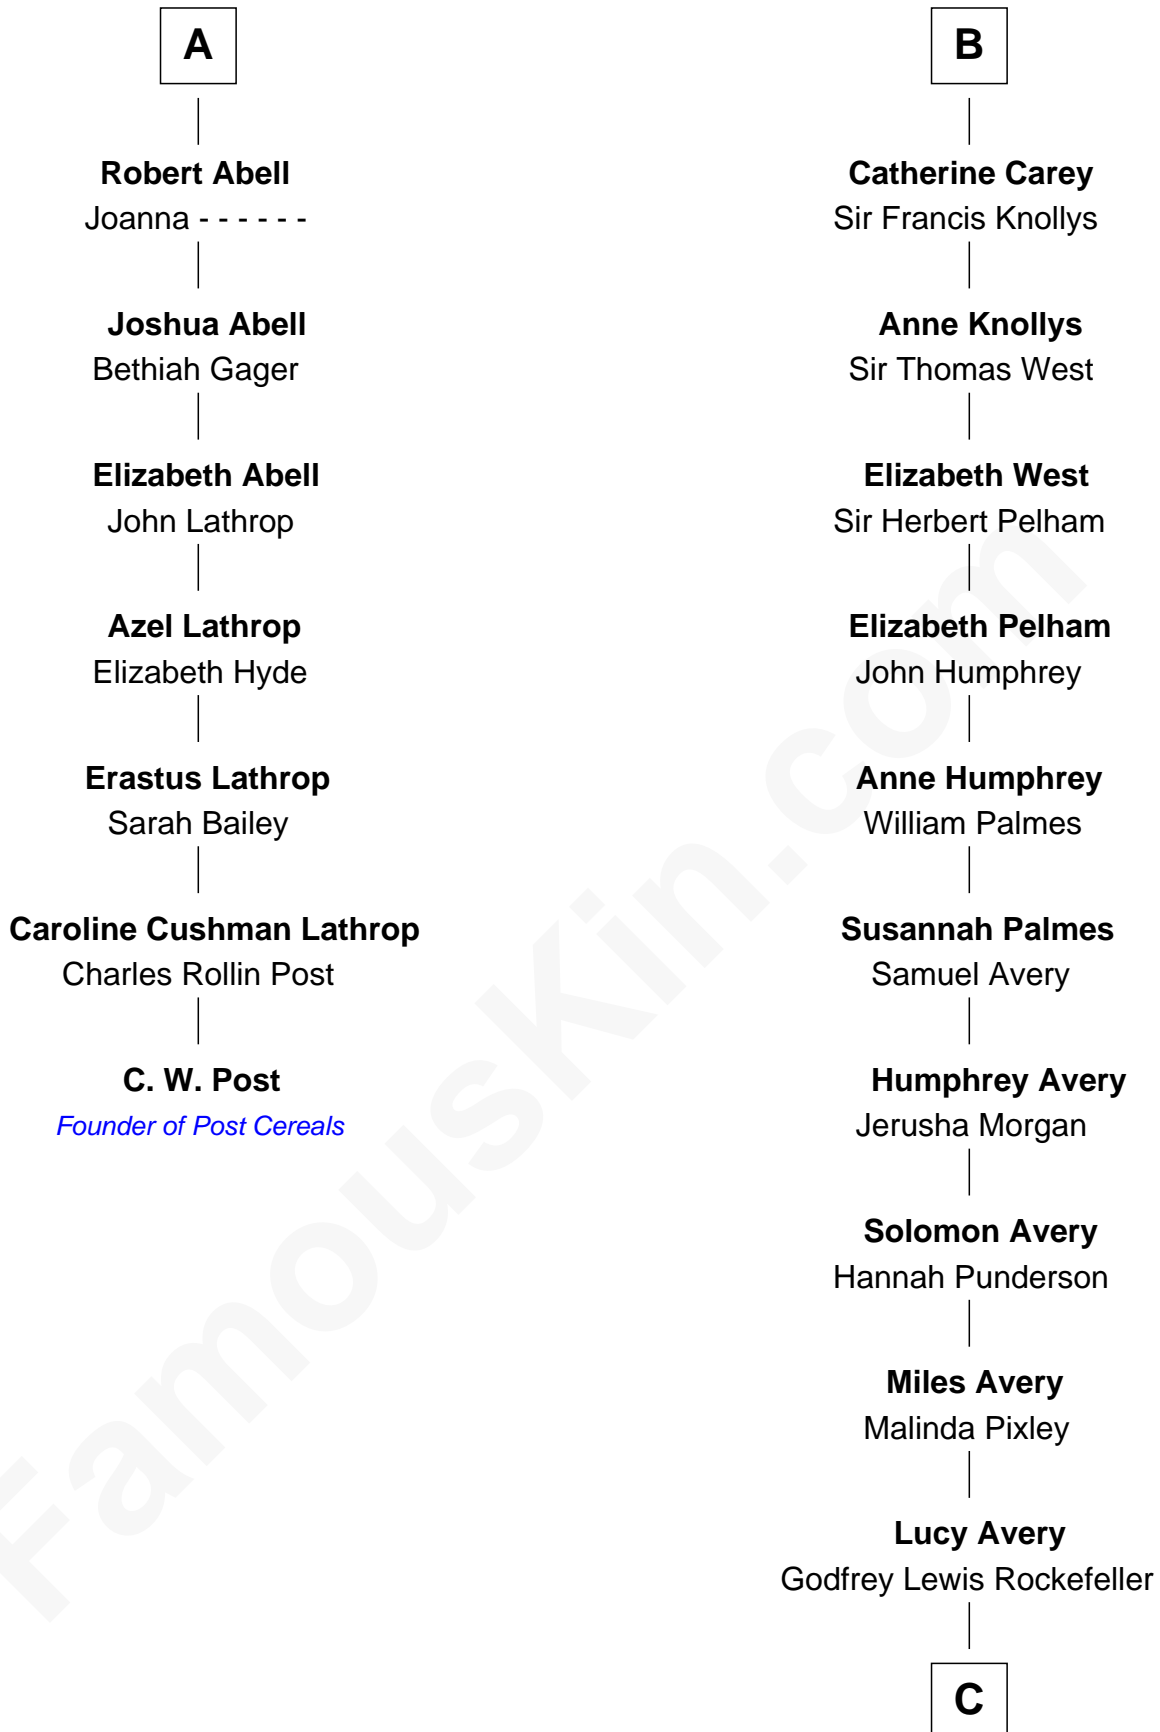 A
Robert Abell
Joanna - - - - - -
Joshua Abell
Bethiah Gager
Elizabeth Abell
John Lathrop
Azel Lathrop
Elizabeth Hyde
Erastus Lathrop
Sarah Bailey
Caroline Cushman Lathrop
Charles Rollin Post
C. W. Post
Founder of Post Cereals
B
Catherine Carey
Sir Francis Knollys
Anne Knollys
Sir Thomas West
Elizabeth West
Sir Herbert Pelham
Elizabeth Pelham
John Humphrey
Anne Humphrey
William Palmes
Susannah Palmes
Samuel Avery
Humphrey Avery
Jerusha Morgan
Solomon Avery
Hannah Punderson
Miles Avery
Malinda Pixley
Lucy Avery
Godfrey Lewis Rockefeller
C
FamousKin.com